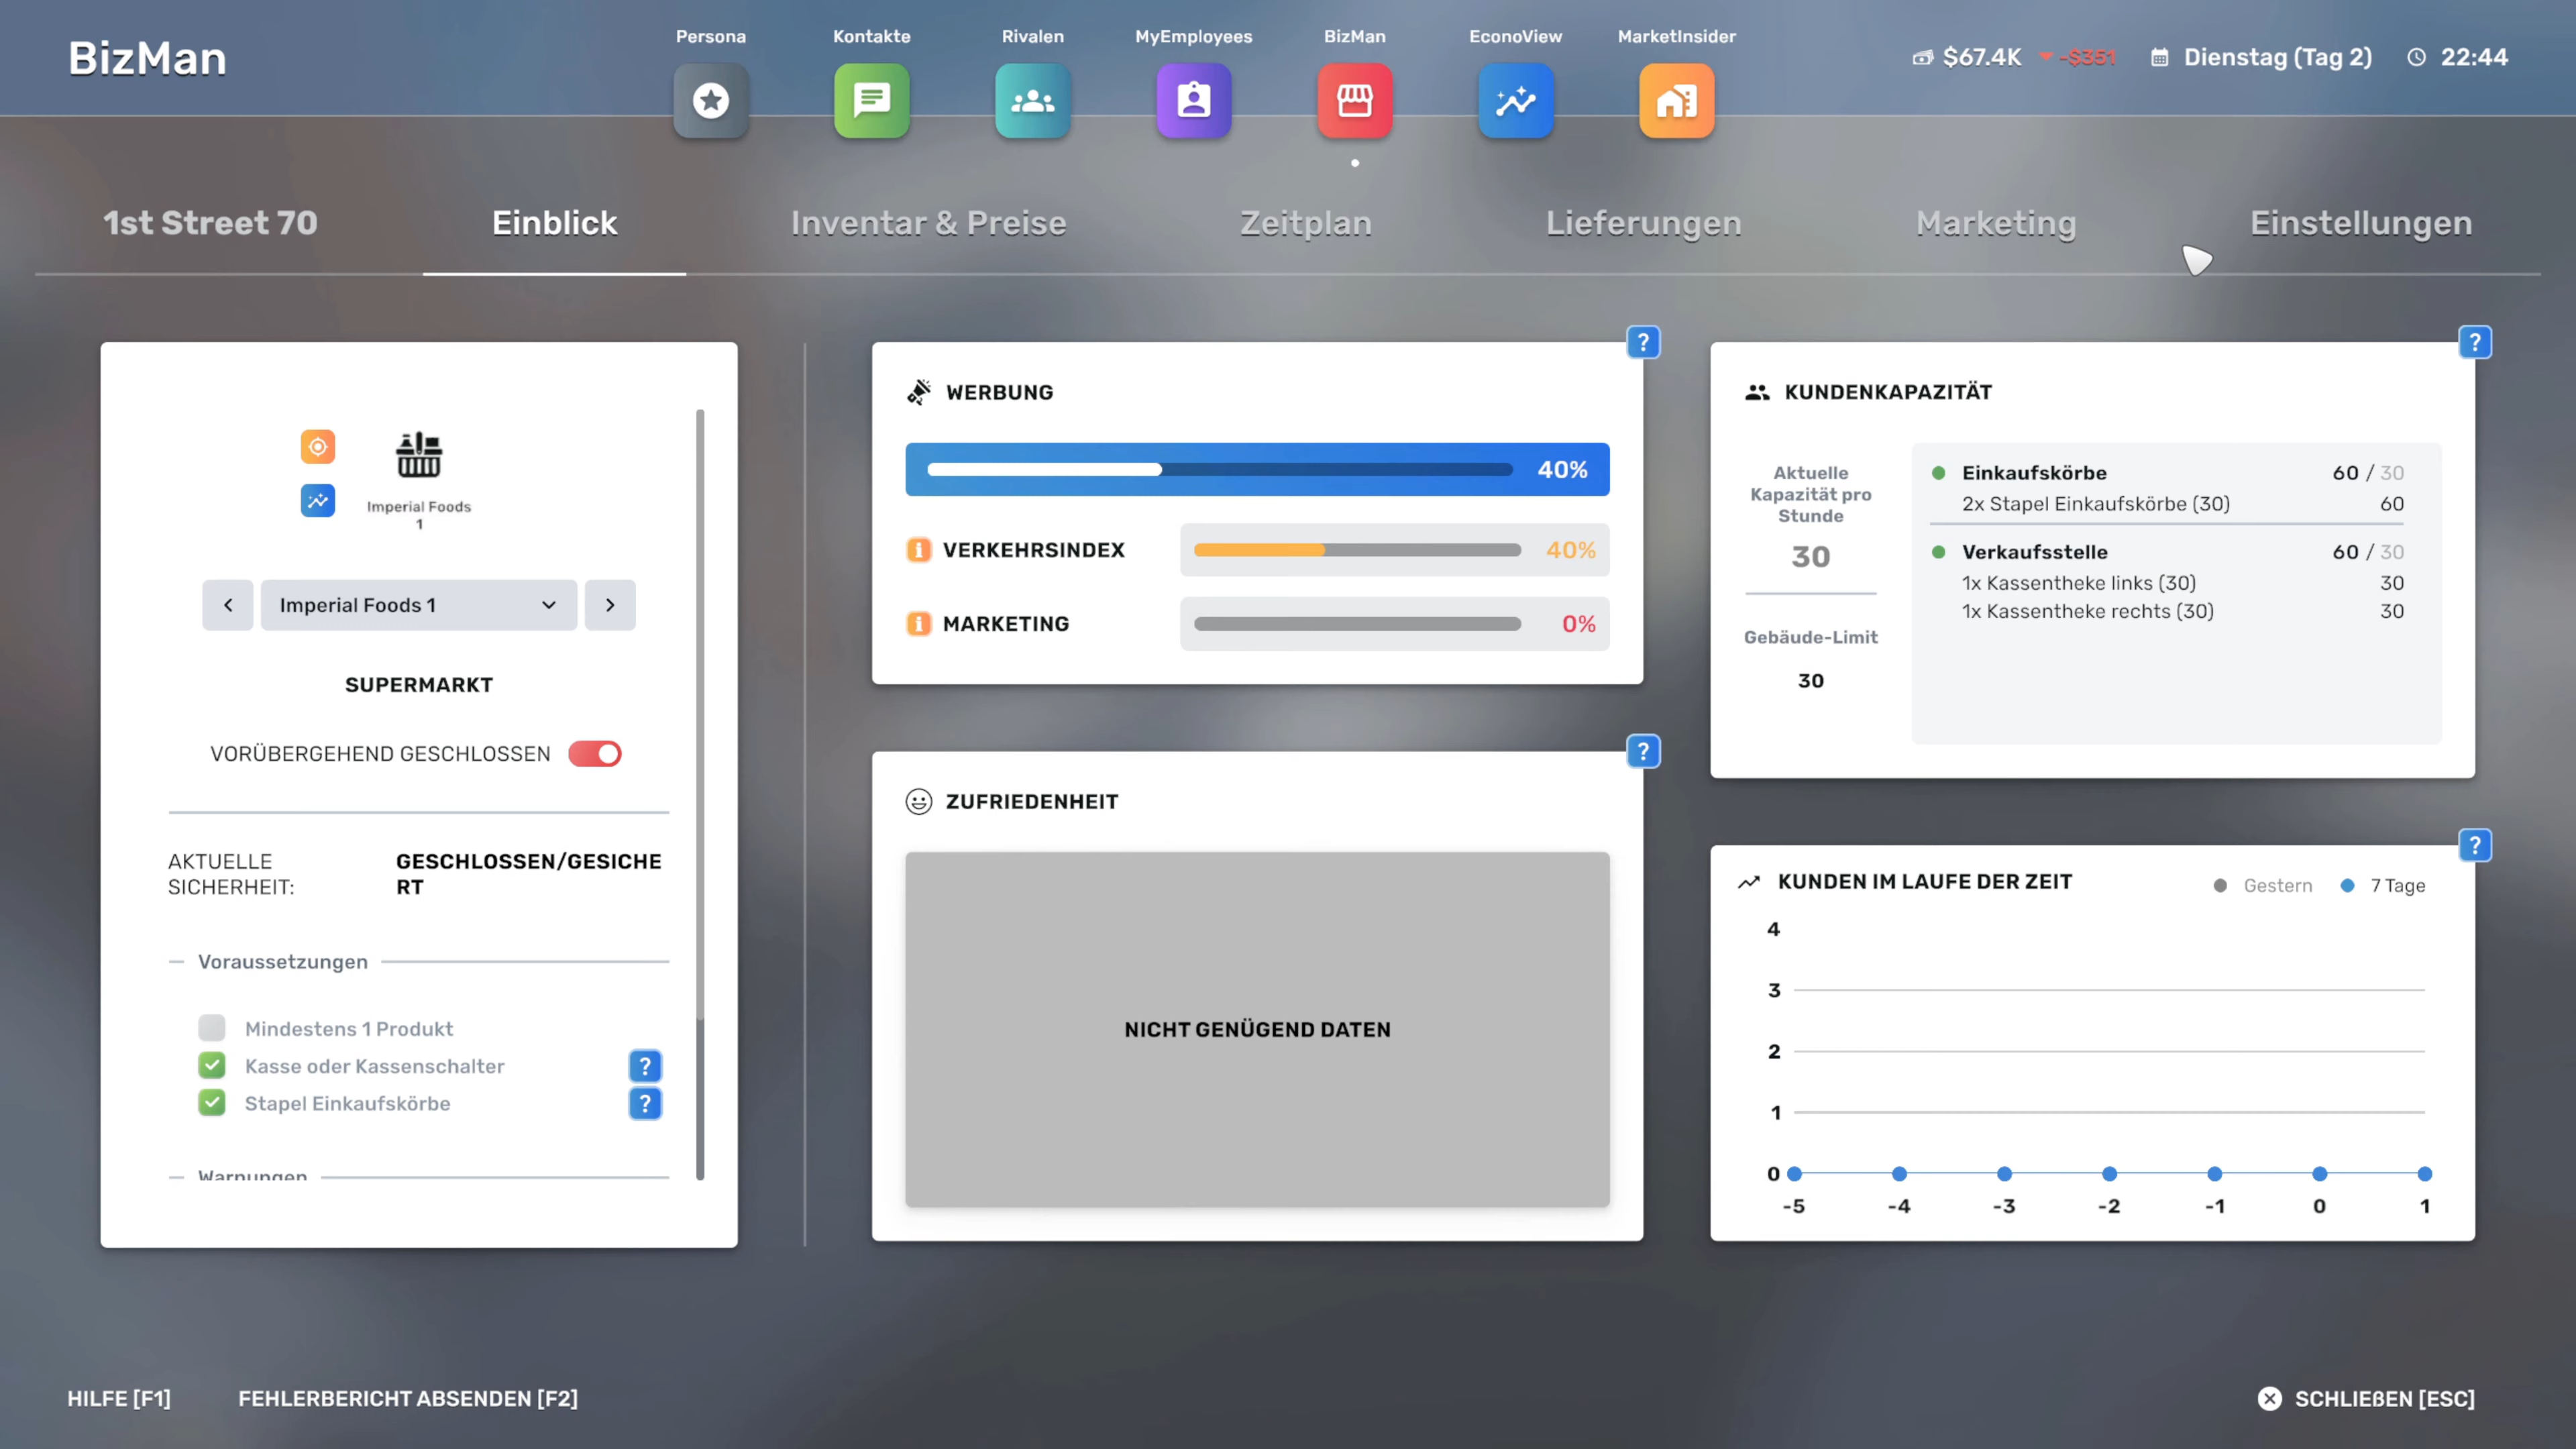 BizMan
Persona
Kontakte
Rivalen
MyEmployees
BizMan
EconoView
MarketInsider
$67.4K
-$351
Dienstag (Tag 2)
22:44
1st Street 70
Einblick
Inventar & Preise
Zeitplan
Lieferungen
Marketing
Einstellungen
Imperial Foods
1
Imperial Foods 1
SUPERMARKT
VORÜBERGEHEND GESCHLOSSEN
AKTUELLE
SICHERHEIT:
GESCHLOSSEN/GESICHE
RT
Voraussetzungen
Mindestens 1 Produkt
Kasse oder Kassenschalter
?
Stapel Einkaufskörbe
?
Warnungen
?
WERBUNG
40%
VERKEHRSINDEX
40%
MARKETING
0%
?
ZUFRIEDENHEIT
NICHT GENÜGEND DATEN
?
KUNDENKAPAZITÄT
Aktuelle
Kapazität pro
Stunde
30
Gebäude-Limit
30
Einkaufskörbe 60 / 30
2x Stapel Einkaufskörbe (30) 60
Verkaufsstelle 60 / 30
1x Kassentheke links (30) 30
1x Kassentheke rechts (30) 30
?
KUNDEN IM LAUFE DER ZEIT
Gestern
7 Tage
4
3
2
1
0
-5 -4 -3 -2 -1 0 1
HILFE [F1]
FEHLERBERICHT ABSENDEN [F2]
SCHLIEẞEN [ESC]